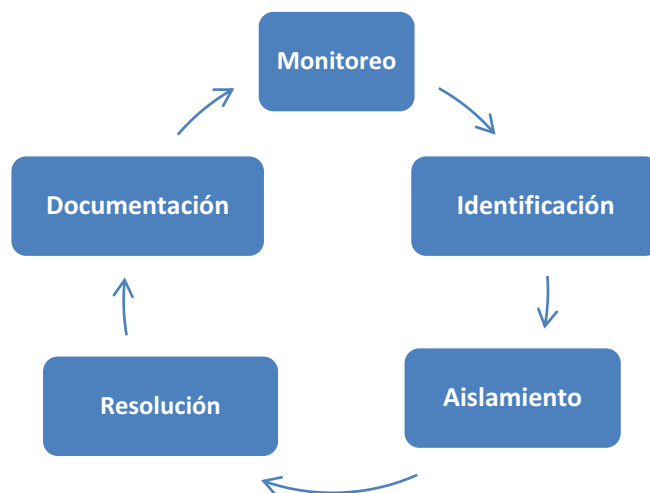 Monitoreo
Documentación
Identificación
Resolución
Aislamiento